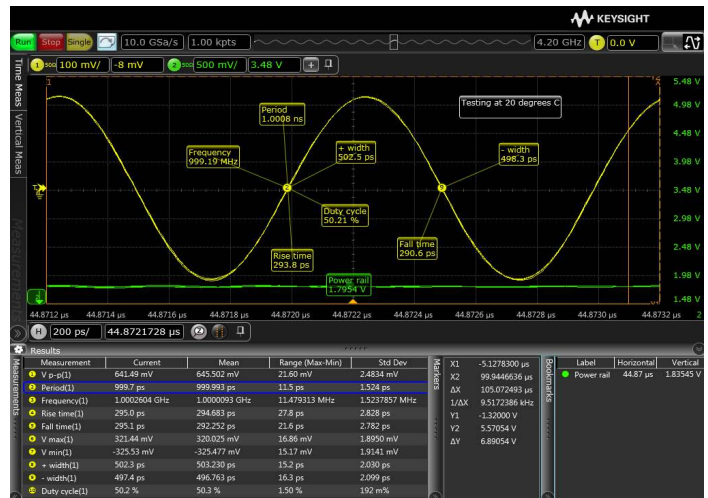 KEYSIGHT
Run Stop Single 10.0 GSa/s 1.00 kpts 4.20 GHz T 0.0 V
1 50Ω 100 mV/ -8 mV 2 50Ω 500 mV/ 3.48 V
Time Meas
Vertical Meas
Measurements
5.48 V
4.98 V
4.48 V
3.98 V
3.48 V
2.98 V
2.48 V
1.98 V
1.48 V
Testing at 20 degrees C
Period
1.0008 ns
Frequency
999.19 MHz
+ width
502.5 ps
- width
498.3 ps
2
9
Duty cycle
50.21 %
Rise time
293.8 ps
Fall time
290.6 ps
Power rail
1.7954 V
44.8712 µs 44.8714 µs 44.8716 µs 44.8718 µs 44.8720 µs 44.8722 µs 44.8724 µs 44.8726 µs 44.8728 µs 44.8730 µs 44.8732 µs 2
H 200 ps/ 44.8721728 µs
Results
Measurement Current Mean Range (Max-Min) Std Dev
V p-p(1) 641.49 mV 645.502 mV 21.60 mV 2.4834 mV
Period(1) 999.7 ps 999.993 ps 11.5 ps 1.524 ps
Frequency(1) 1.0002604 GHz 1.0000093 GHz 11.479313 MHz 1.5237857 MHz
Rise time(1) 295.0 ps 294.683 ps 27.8 ps 2.828 ps
Fall time(1) 295.1 ps 292.252 ps 21.6 ps 2.782 ps
V max(1) 321.44 mV 320.025 mV 16.86 mV 1.8950 mV
V min(1) -325.53 mV -325.477 mV 15.17 mV 1.9141 mV
+ width(1) 502.3 ps 503.230 ps 15.2 ps 2.030 ps
- width(1) 497.4 ps 496.763 ps 16.3 ps 2.099 ps
Duty cycle(1) 50.2 % 50.3 % 1.50 % 192 m%
Measurements
Markers
X1 -5.1278300 µs
X2 99.9446636 µs
ΔX 105.072493 µs
1/ΔX 9.5172386 kHz
Y1 -1.32000 V
Y2 5.57054 V
ΔY 6.89054 V
Bookmarks
Label Horizontal Vertical
Power rail 44.87 µs 1.83545 V